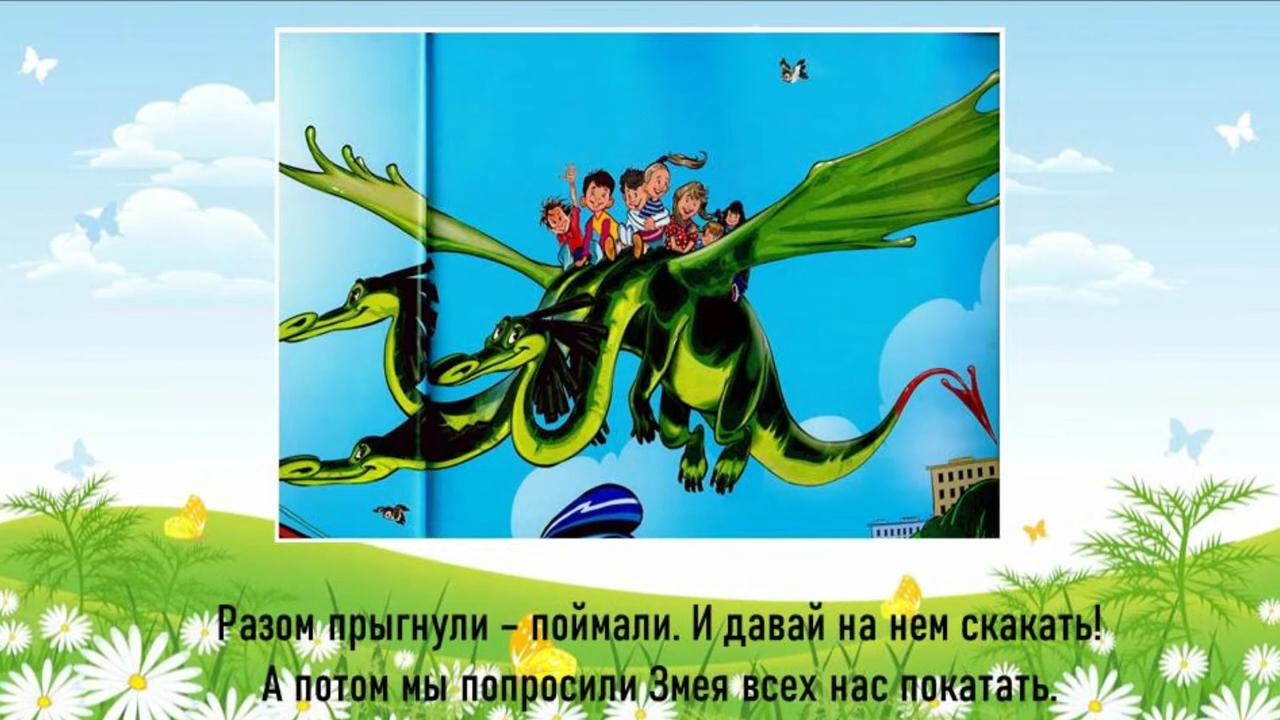 Разом прыгнули – поймали. И давай на нем скакать!
А потом мы попросили Змея всех нас покатать.